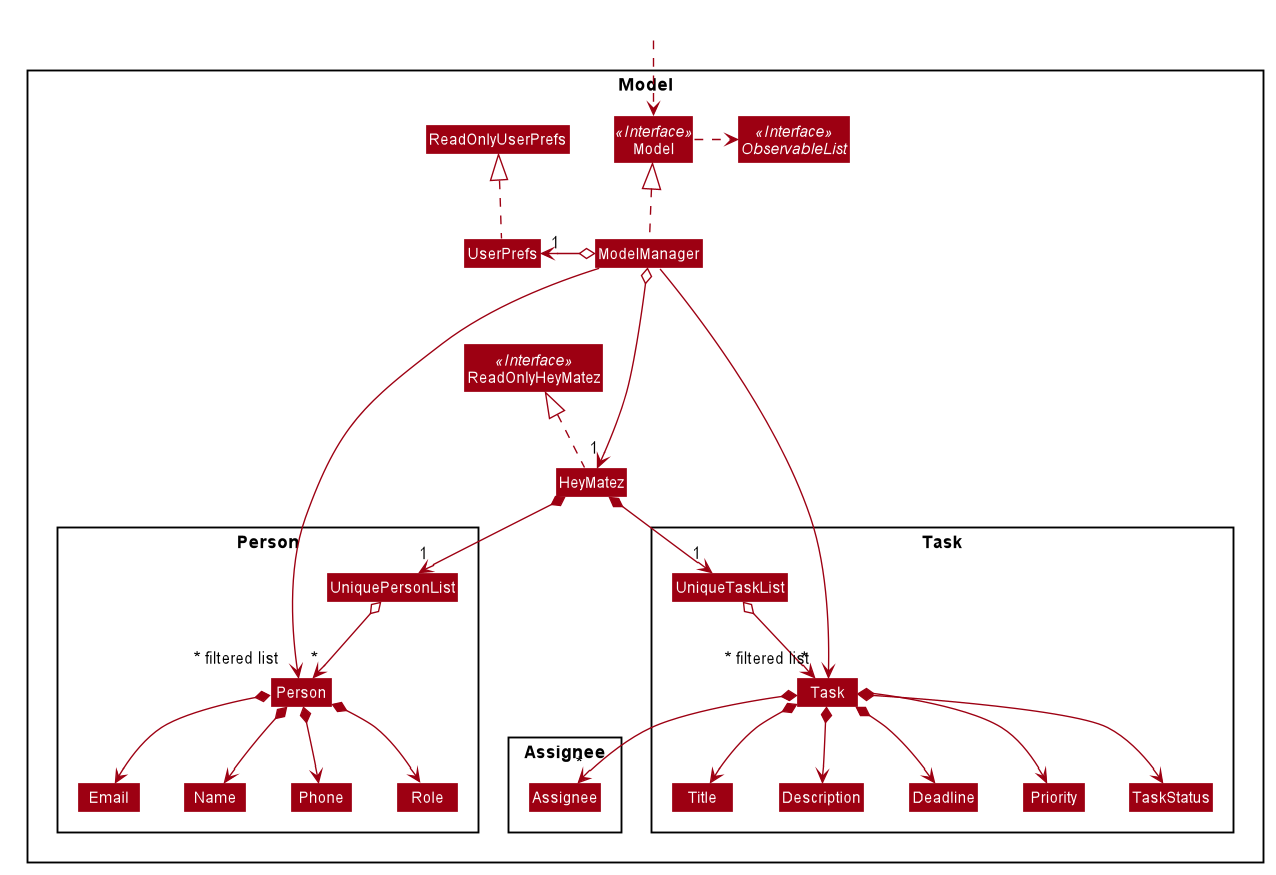 Model
«Interface»
Model
«Interface»
ObservableList
ReadOnlyUserPrefs
1
UserPrefs
ModelManager
«Interface»
ReadOnlyHeyMatez
1
HeyMatez
Person
Task
1
1
UniquePersonList
UniqueTaskList
* filtered list
*
* filtered list
*
Person
Task
Assignee
*
Email
Name
Phone
Role
Assignee
Title
Description
Deadline
Priority
TaskStatus